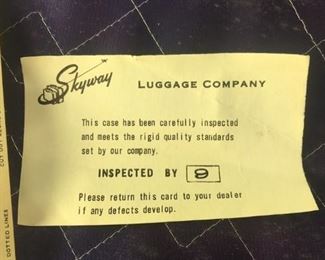 Skyway LUGGAGE COMPANY
This case has been carefully inspected
and meets the rigid quality standards
set by our company.
INSPECTED BY 9
Please return this card to your dealer
if any defects develop.
DOTTED LINES